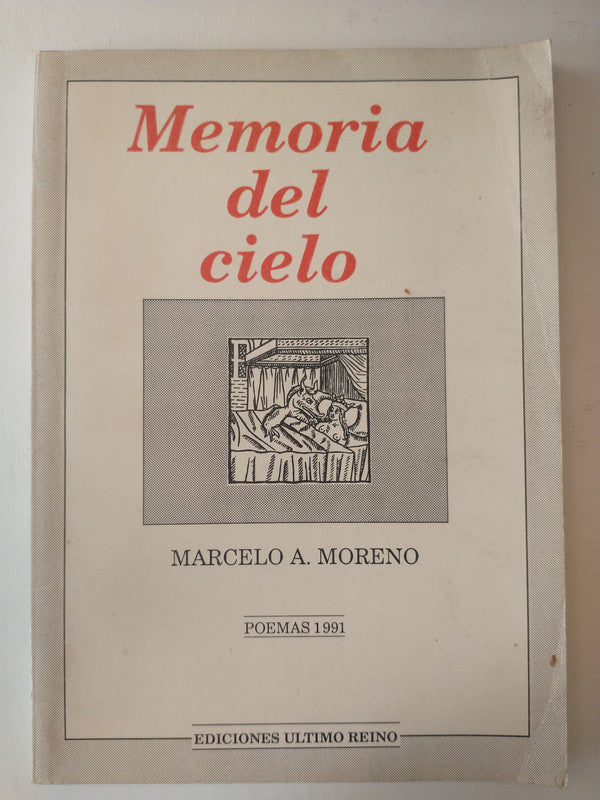 Memoria
del
cielo
MARCELO A. MORENO
POEMAS 1991
EDICIONES ULTIMO REINO